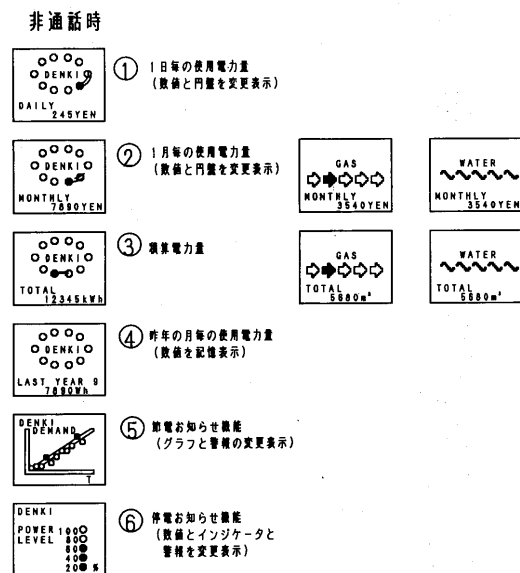 非通話時
DENKI
DAILY
245YEN
① 1日毎の使用電力量
(数値と円盤を変更表示)
DENKI
MONTHLY
7890YEN
② 1月毎の使用電力量
(数値と円盤を変更表示)
GAS
MONTHLY
3540YEN
WATER
MONTHLY
3540YEN
DENKI
TOTAL
12345kWh
③ 積算電力量
GAS
TOTAL
5680m³
WATER
TOTAL
5680m³
DENKI
LAST YEAR 9
7890Wh
④ 昨年の月毎の使用電力量
(数値を記憶表示)
DENKI
DEMAND
T
⑤ 節電お知らせ機能
(グラフと警報の変更表示)
DENKI
POWER 100
LEVEL 80
60
40
20 %
⑥ 停電お知らせ機能
(数値とインジケータと
警報を変更表示)